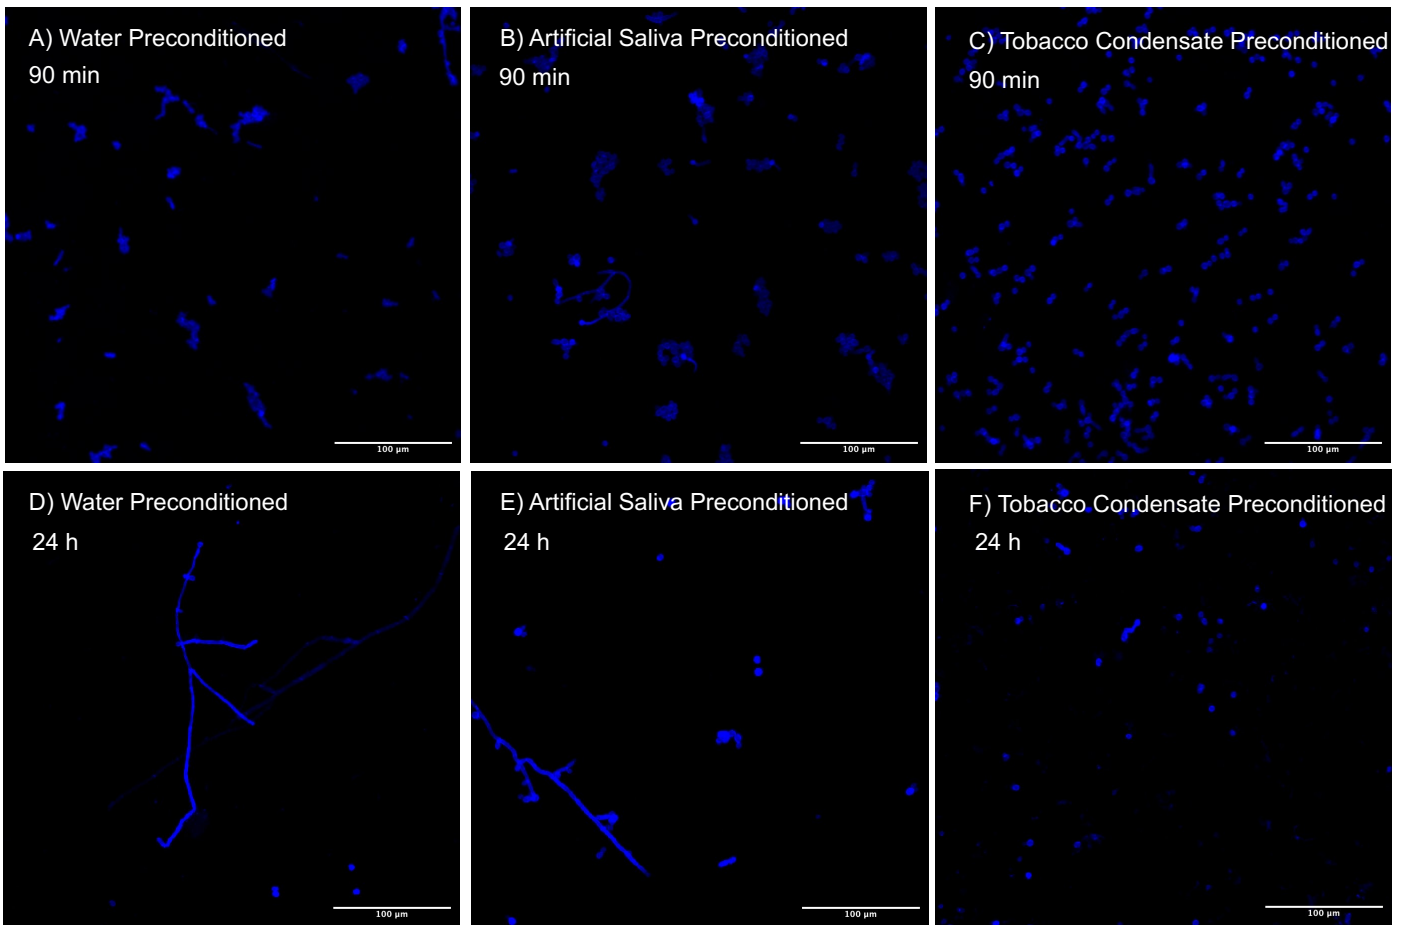 A) Water Preconditioned
90 min
100 µm
B) Artificial Saliva Preconditioned
90 min
100 µm
C) Tobacco Condensate Preconditioned
90 min
100 µm
D) Water Preconditioned
24 h
100 µm
E) Artificial Saliva Preconditioned
24 h
100 µm
F) Tobacco Condensate Preconditioned
24 h
100 µm